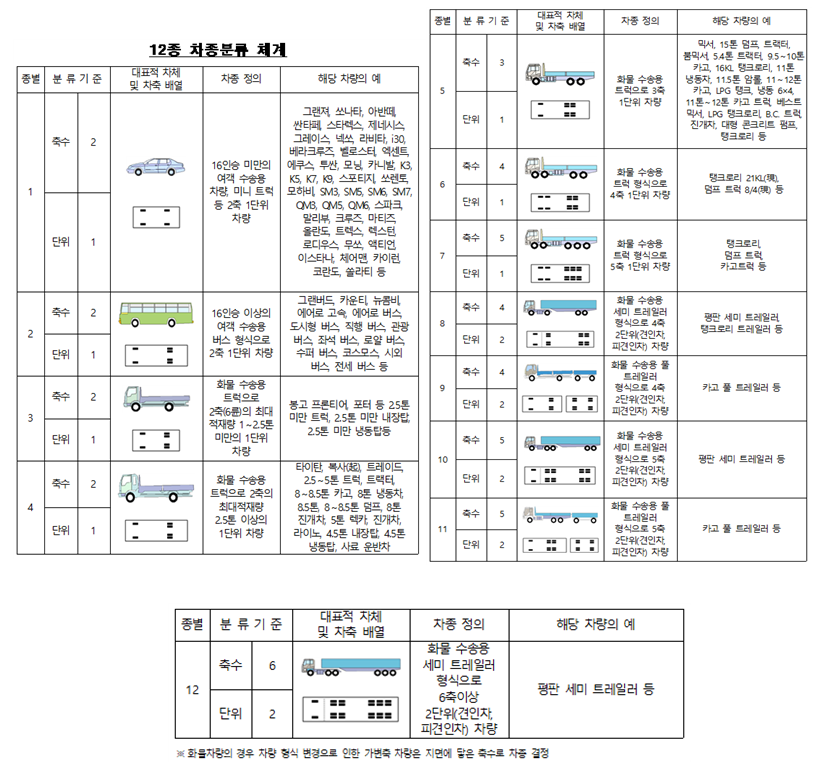 12종 차종분류 체계
종별 분 류 기 준 대표적 차체 및 차축 배열 차종 정의 해당 차량의 예
1
축수 2
단위 1
16인승 미만의
여객 수송용
차량, 미니 트럭
등 2축 1단위
차량
그랜져, 쏘나타, 아반떼,
싼타페, 스타렉스, 제네시스,
그레이스, 넥쏘, 라비타, i30,
베라크루즈, 벨로스터, 엑센트,
에쿠스, 투싼, 모닝, 카니발, K3,
K5, K7, K9, 스포티지, 쏘렌토,
모하비, SM3, SM5, SM6, SM7,
QM3, QM5, QM6, 스파크,
말리부, 크루즈, 마티즈,
올란도, 트렉스, 렉스턴,
로디우스, 무쏘, 액티언,
이스타나, 체어맨, 카이런,
코란도, 쏠라티 등
2
축수 2
단위 1
16인승 이상의
여객 수송용
버스 형식으로
2축 1단위 차량
그랜버드, 카운티, 뉴콤비,
에어로 고속, 에어로 버스,
도시형 버스, 직행 버스, 관광
버스, 좌석 버스, 로얄 버스,
수퍼 버스, 코스모스, 시외
버스, 전세 버스 등
3
축수 2
단위 1
화물 수송용
트럭으로
2축(6륜)의 최대
적재량 1~2.5톤
미만의 1단위
차량
봉고 프론티어, 포터 등 2.5톤
미만 트럭, 2.5톤 미만 내장탑,
2.5톤 미만 냉동탑등
4
축수 2
단위 1
화물 수송용
트럭으로 2축의
최대적재량
2.5톤 이상의
1단위 차량
타이탄, 복사(起), 트레이드,
2.5~5톤 트럭, 트랙터,
8~8.5톤 카고, 8톤 냉동차,
8.5톤, 8~8.5톤 덤프, 8톤
진개차, 5톤 렉카, 진개차,
라이노, 4.5톤 내장탑, 4.5톤
냉동탑, 사료 운반차
종별 분 류 기 준 대표적 차체 및 차축 배열 차종 정의 해당 차량의 예
5
축수 3
단위 1
화물 수송용
트럭으로 3축
1단위 차량
믹서, 15톤 덤프, 트랙터,
붐믹서, 5.4톤 트랙터, 9.5~10톤
카고, 16KL 탱크로리, 11톤
냉동차, 11.5톤 암롤, 11~12톤
카고, LPG 탱크, 냉동 6×4,
11톤~12톤 카고 트럭, 베스트
믹서, LPG 탱크로리, B.C. 트럭,
진개차, 대형 콘크리트 펌프,
탱크로리 등
6
축수 4
단위 1
화물 수송용
트럭 형식으로
4축 1단위 차량
탱크로리 21KL(現),
덤프 트럭 8/4(現) 등
7
축수 5
단위 1
화물 수송용
트럭 형식으로
5축 1단위 차량
탱크로리,
덤프 트럭,
카고트럭 등
8
축수 4
단위 2
화물 수송용
세미 트레일러
형식으로 4축
2단위(견인차,
피견인차) 차량
평판 세미 트레일러,
탱크로리 트레일러 등
9
축수 4
단위 2
화물 수송용 풀
트레일러
형식으로 4축
2단위(견인차,
피견인차) 차량
카고 풀 트레일러 등
10
축수 5
단위 2
화물 수송용
세미 트레일러
형식으로 5축
2단위(견인차,
피견인차) 차량
평판 세미 트레일러 등
11
축수 5
단위 2
화물 수송용 풀
트레일러
형식으로 5축
2단위(견인차,
피견인차) 차량
카고 풀 트레일러 등
종별 분 류 기 준 대표적 차체 및 차축 배열 차종 정의 해당 차량의 예
12
축수 6
단위 2
화물 수송용
세미 트레일러
형식으로
6축이상
2단위(견인차,
피견인차) 차량
평판 세미 트레일러 등
※ 화물차량의 경우 차량 형식 변경으로 인한 가변축 차량은 지면에 닿은 축수로 차종 결정